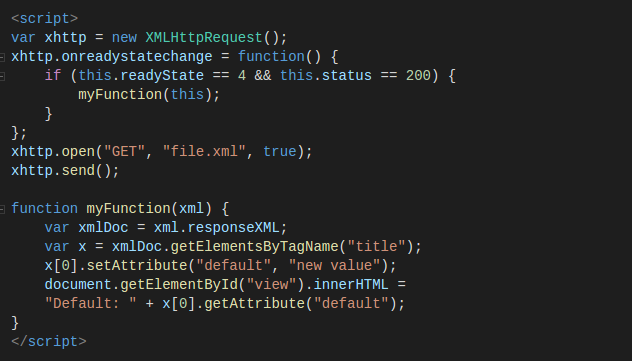 <script>
var xhttp = new XMLHttpRequest();
xhttp.onreadystatechange = function() {
    if (this.readyState == 4 && this.status == 200) {
        myFunction(this);
    }
};
xhttp.open("GET", "file.xml", true);
xhttp.send();

function myFunction(xml) {
    var xmlDoc = xml.responseXML;
    var x = xmlDoc.getElementsByTagName("title");
    x[0].setAttribute("default", "new value");
    document.getElementById("view").innerHTML =
    "Default: " + x[0].getAttribute("default");
}
</script>